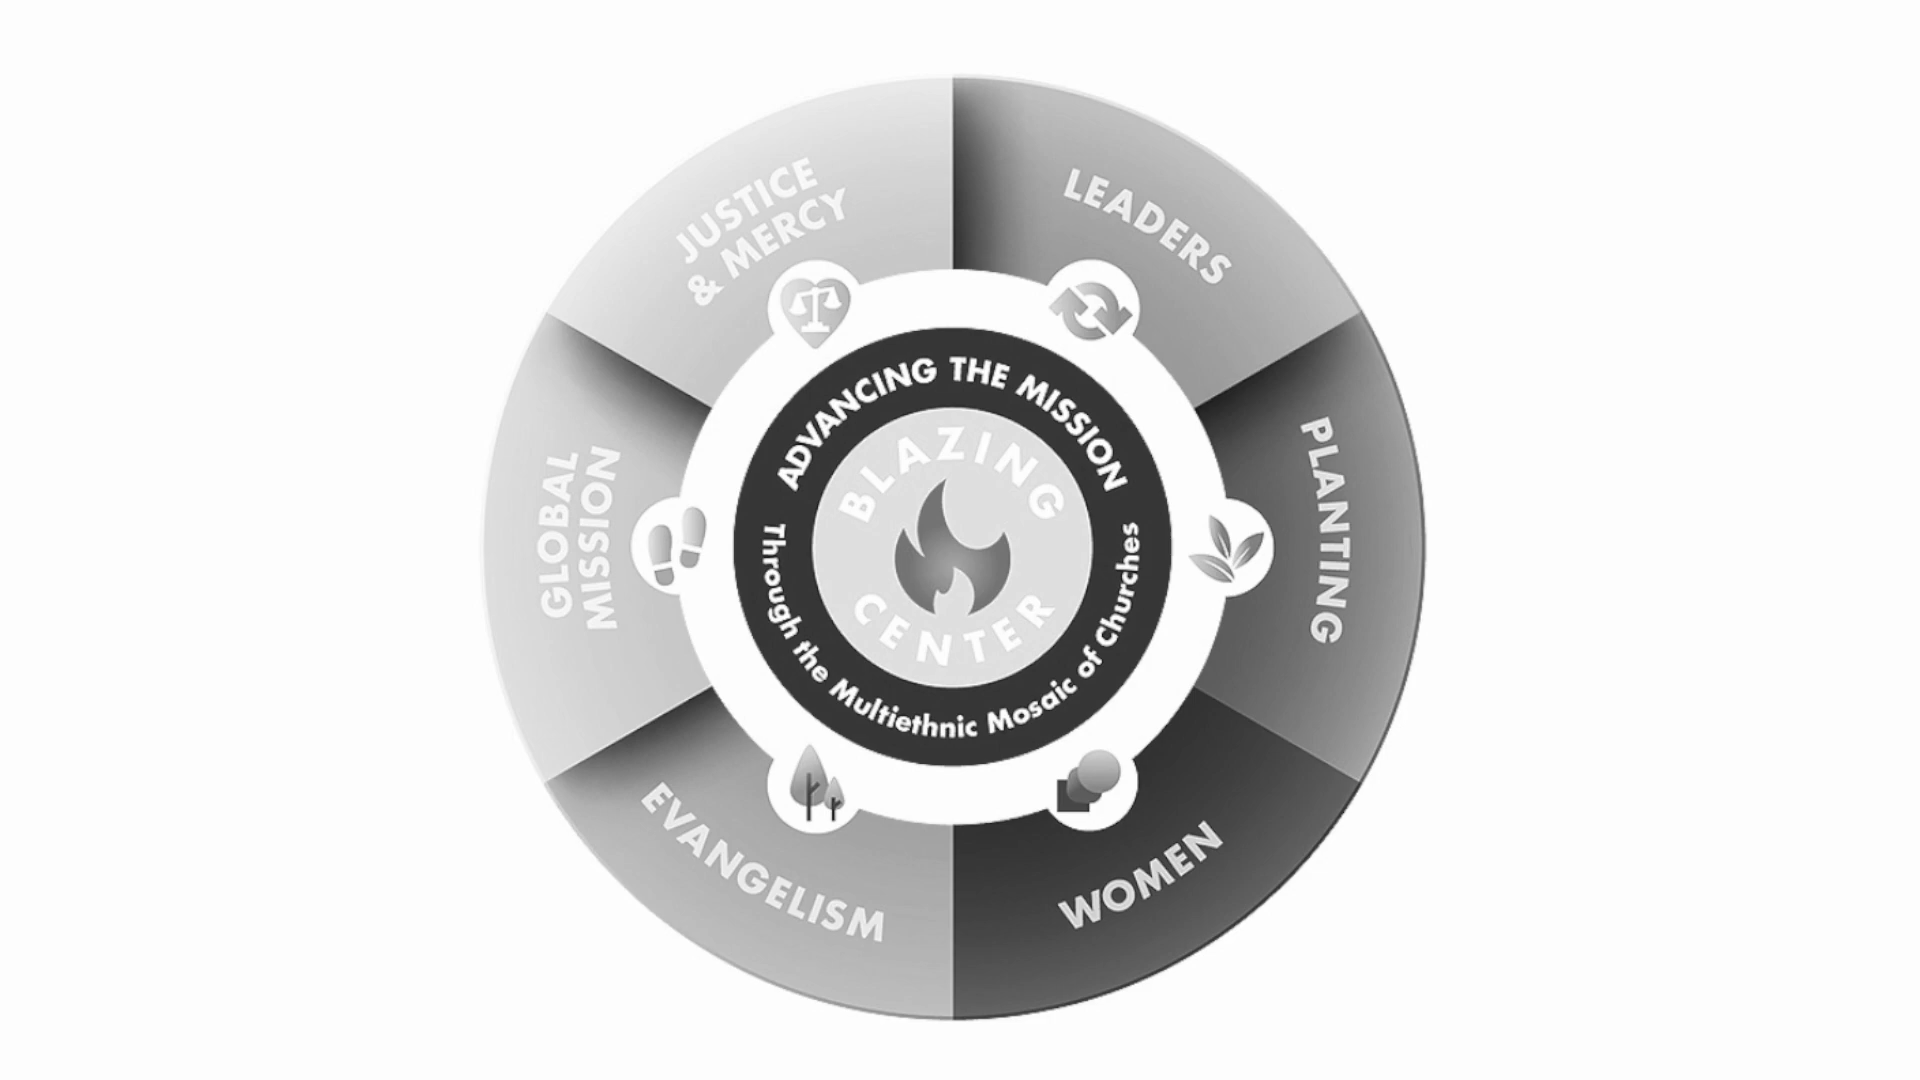 JUSTICE
& MERCY
LEADERS
PLANTING
WOMEN
EVANGELISM
GLOBAL
MISSION
ADVANCING THE MISSION
Through the Multiethnic Mosaic of Churches
BLAZING
CENTER